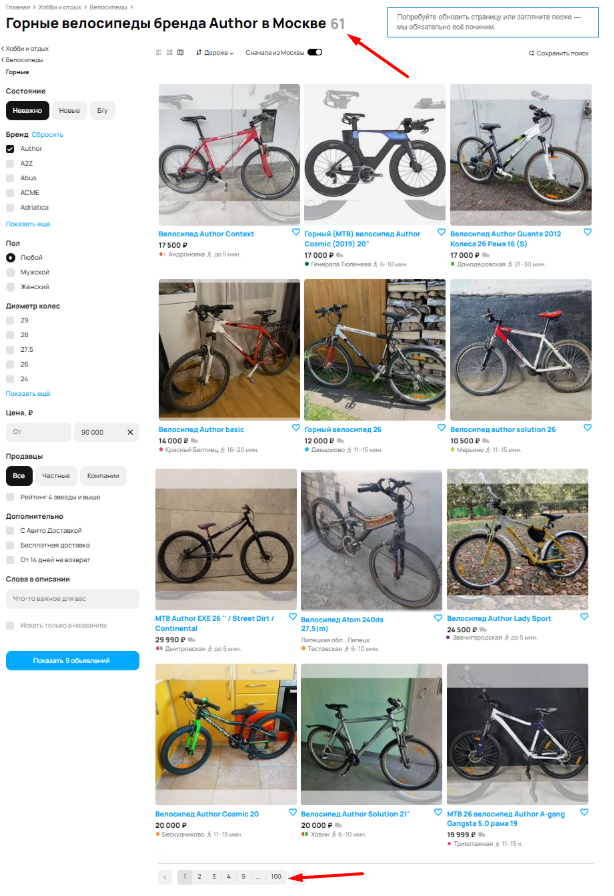 Главная > Хобби и отдых > Велосипеды >
Горные велосипеды бренда Author в Москве 61
Попробуйте обновить страницу или загляните позже —
мы обязательно всё починим.
Хобби и отдых
Велосипеды
Горные
Дороже
Сначала из Москвы
Сохранить поиск
Состояние
Неважно Новые Б/у
Бренд Сбросить
Author
A2Z
Abus
ACME
Adriatica
Показать ещё
Пол
Любой
Мужской
Женский
Диаметр колес
29
28
27.5
26
24
Показать ещё
Цена, ₽
От 90 000
Продавцы
Все Частные Компании
Рейтинг 4 звезды и выше
Дополнительно
С Авито Доставкой
Бесплатная доставка
От 14 дней на возврат
Слова в описании
Что-то важное для вас
Искать только в названиях
Показать 9 объявлений
Велосипед Author Context
17 500 ₽
Андроновка до 5 мин.
Горный (MTB) велосипед Author
Cosmic (2019) 20"
17 000 ₽
Генерала Тюленева 6–10 мин.
Велосипед Author Quanta 2012
Колеса 26 Рама 16 (S)
17 000 ₽
Домодедовская 21–30 мин.
Велосипед Author basic
14 000 ₽
Красный Балтиец 16–20 мин.
Горный велосипед 26
12 000 ₽
Давыдково 11–15 мин.
Велосипед author solution 26
10 500 ₽
Марьино 11–15 мин.
MTB Author EXE 26 '' / Street Dirt /
Continental
29 990 ₽
Дмитровская до 5 мин.
Велосипед Atom 240ds
27.5(m)
Липецкая обл., Липецк
Тестовская 6–10 мин.
Велосипед Author Lady Sport
24 500 ₽
Звенигородская до 5 мин.
Велосипед Author Cosmic 20
20 000 ₽
Бескудниково 11–15 мин.
Велосипед Author Solution 21"
20 000 ₽
Ховрин 6–10 мин.
MTB 26 велосипед Author A-gang
Gangsta 5.0 рама 19
19 999 ₽
Трикотажная 11–15 ч.
1 2 3 4 5 ... 100